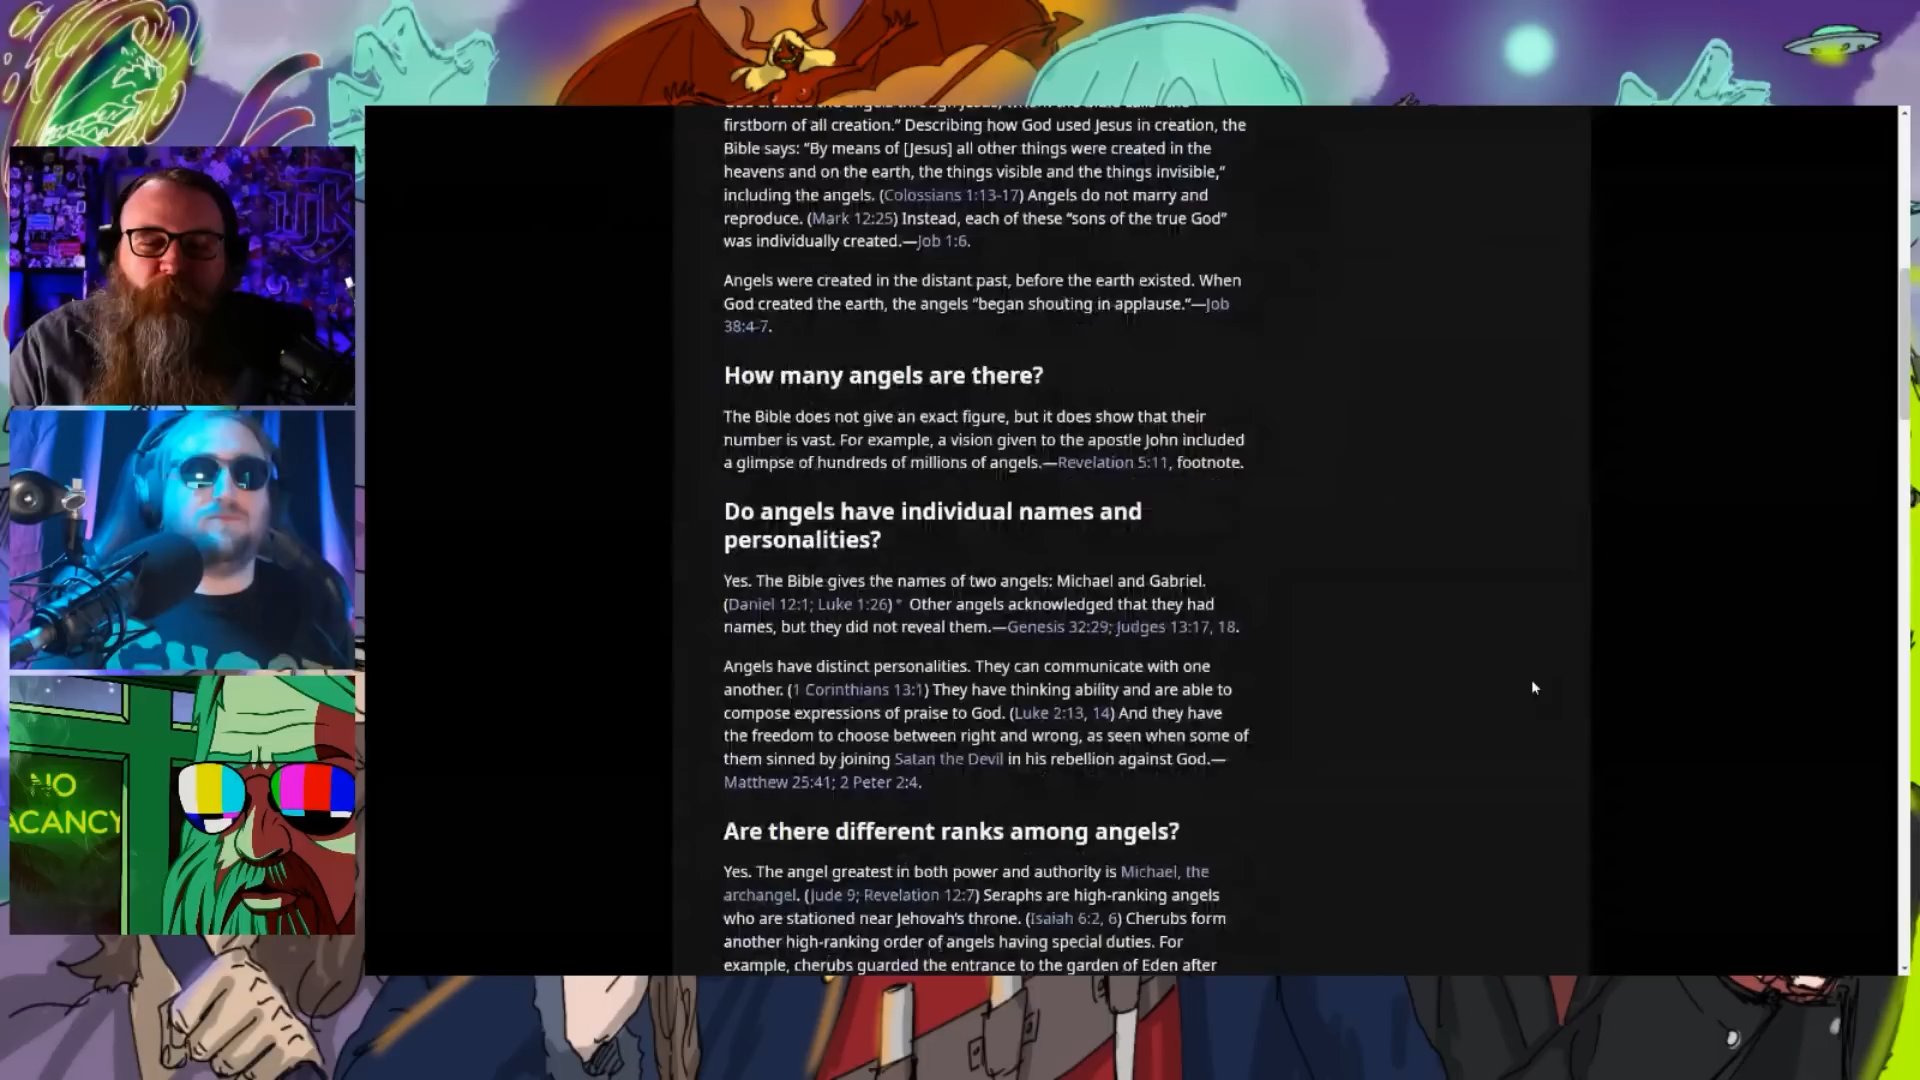 firstborn of all creation.” Describing how God used Jesus in creation, the
Bible says: “By means of [Jesus] all other things were created in the
heavens and on the earth, the things visible and the things invisible,”
including the angels. (Colossians 1:13-17) Angels do not marry and
reproduce. (Mark 12:25) Instead, each of these “sons of the true God”
was individually created.—Job 1:6.
Angels were created in the distant past, before the earth existed. When
God created the earth, the angels “began shouting in applause.”—Job
38:4-7.
How many angels are there?
The Bible does not give an exact figure, but it does show that their
number is vast. For example, a vision given to the apostle John included
a glimpse of hundreds of millions of angels.—Revelation 5:11, footnote.
Do angels have individual names and
personalities?
Yes. The Bible gives the names of two angels: Michael and Gabriel.
(Daniel 12:1; Luke 1:26) * Other angels acknowledged that they had
names, but they did not reveal them.—Genesis 32:29; Judges 13:17, 18.
Angels have distinct personalities. They can communicate with one
another. (1 Corinthians 13:1) They have thinking ability and are able to
compose expressions of praise to God. (Luke 2:13, 14) And they have
the freedom to choose between right and wrong, as seen when some of
them sinned by joining Satan the Devil in his rebellion against God.—
Matthew 25:41; 2 Peter 2:4.
Are there different ranks among angels?
Yes. The angel greatest in both power and authority is Michael, the
archangel. (Jude 9; Revelation 12:7) Seraphs are high-ranking angels
who are stationed near Jehovah’s throne. (Isaiah 6:2, 6) Cherubs form
another high-ranking order of angels having special duties. For
example, cherubs guarded the entrance to the garden of Eden after
NO
ACANCY